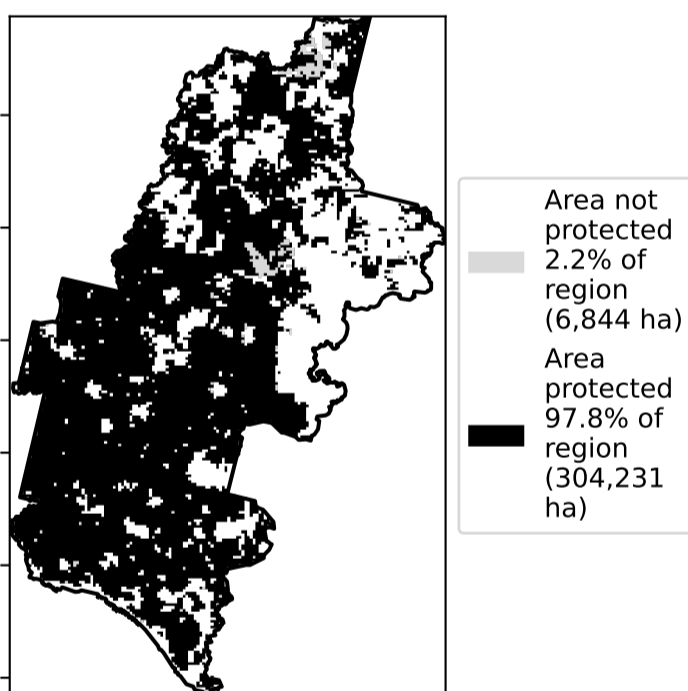 Area not
protected
2.2% of
region
(6,844 ha)
Area
protected
97.8% of
region
(304,231
ha)